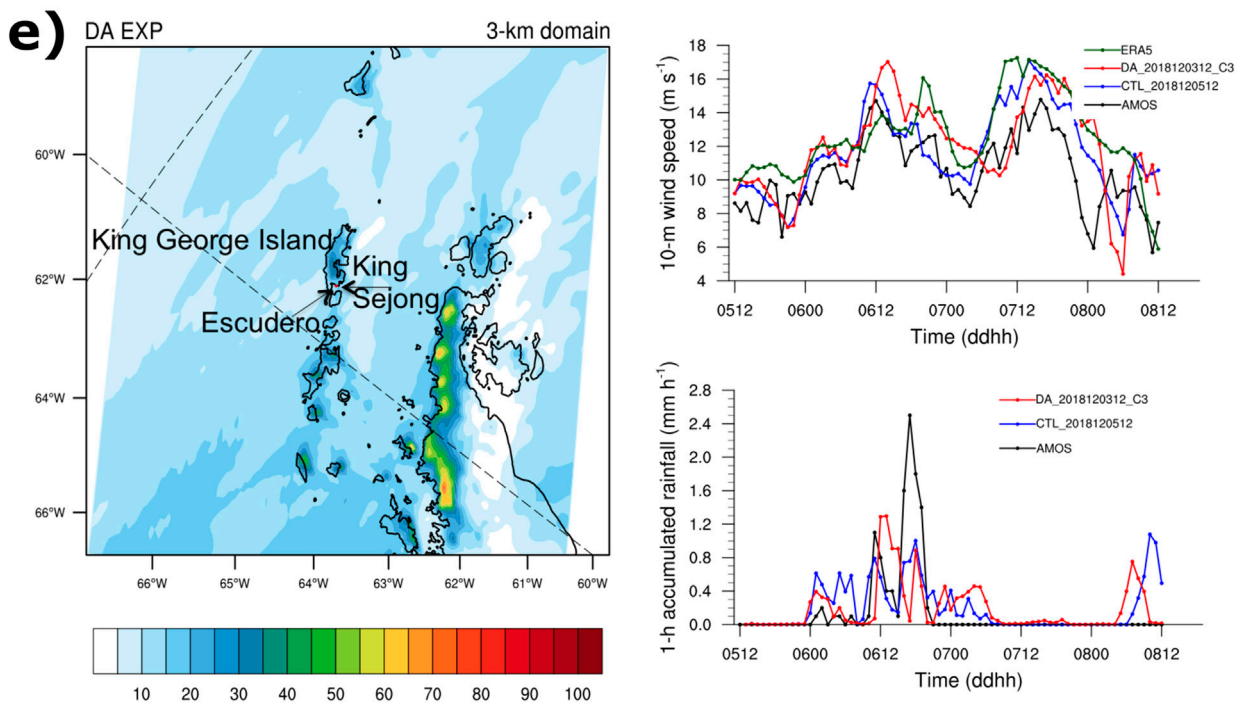 e)
DA EXP
3-km domain
60°W
62°W
64°W
66°W
King George Island
King
Sejong
Escudero
66°W
65°W
64°W
63°W
62°W
61°W
60°W
10
20
30
40
50
60
70
80
90
100
10-m wind speed (m s⁻¹)
18
16
14
12
10
8
6
4
ERA5
DA_2018120312_C3
CTL_2018120512
AMOS
0512
0600
0612
0700
0712
0800
0812
Time (ddhh)
1-h accumulated rainfall (mm h⁻¹)
2.8
2.4
2.0
1.6
1.2
0.8
0.4
0.0
DA_2018120312_C3
CTL_2018120512
AMOS
0512
0600
0612
0700
0712
0800
0812
Time (ddhh)